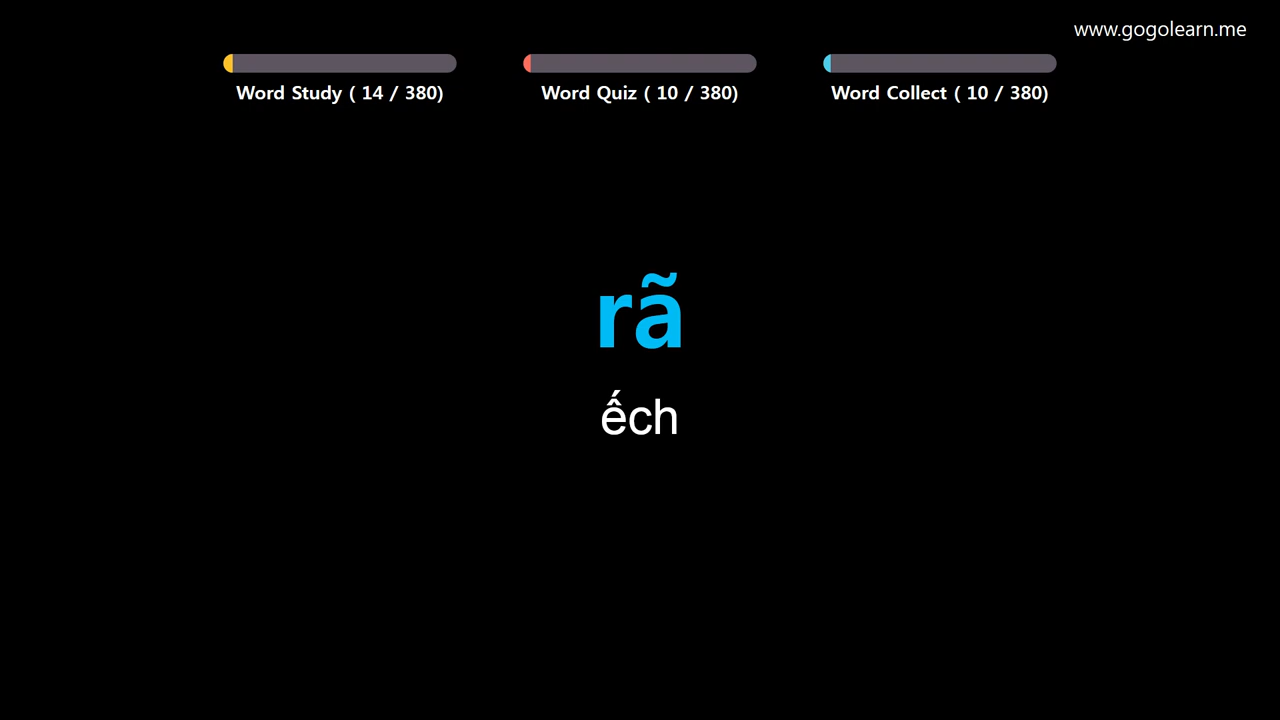 www.gogolearn.me
Word Study ( 14 / 380)
Word Quiz ( 10 / 380)
Word Collect ( 10 / 380)
rã
ếch